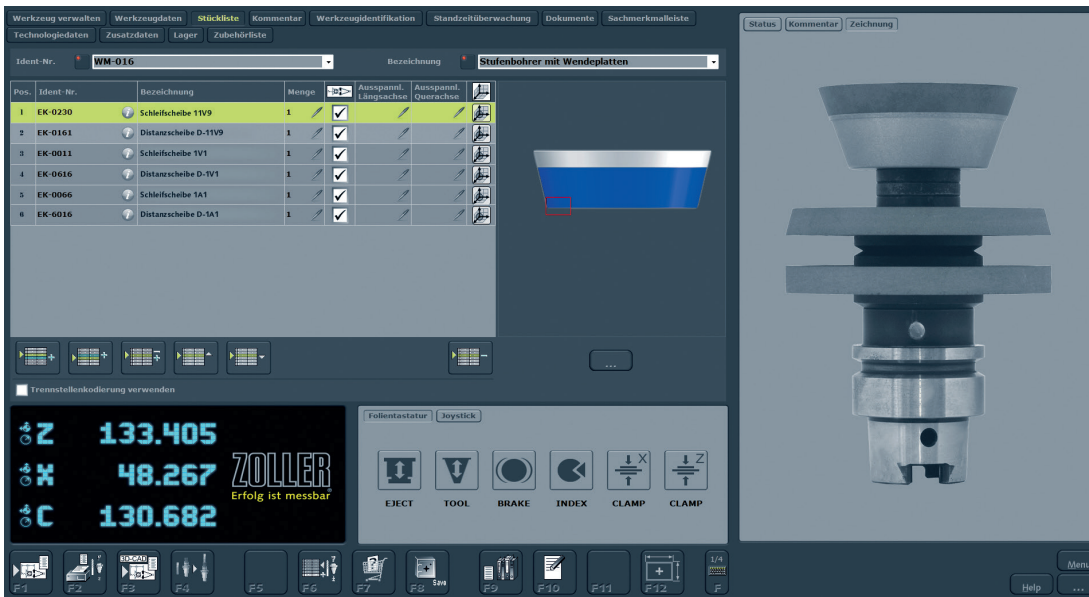 Werkzeug verwalten Werkzeugdaten Stückliste Kommentar Werkzeugidentifikation Standzeitüberwachung Dokumente Sachmerkmalleiste
Technologiedaten Zusatzdaten Lager Zubehörliste
Ident-Nr. * WM-016 Bezeichnung * Stufenbohrer mit Wendeplatten
Pos. Ident-Nr. Bezeichnung Menge Ausspannl. Längsachse Ausspannl. Querachse
1 EK-0230 Schleifscheibe 11V9 1
2 EK-0161 Distanzscheibe D-11V9 1
3 EK-0011 Schleifscheibe 1V1 1
4 EK-0616 Distanzscheibe D-1V1 1
5 EK-0066 Schleifscheibe 1A1 1
6 EK-6016 Distanzscheibe D-1A1 1
...
Trennstellenkodierung verwenden
Z 133.405
X 48.267
C 130.682
ZOLLER
Erfolg ist messbar
Folientastatur Joystick
X Z
EJECT TOOL BRAKE INDEX CLAMP CLAMP
Status Kommentar Zeichnung
3D-CAD Save 1/4
F1 F2 F3 F4 F5 F6 F7 F8 F9 F10 F11 F12 F
Menu
Help ...